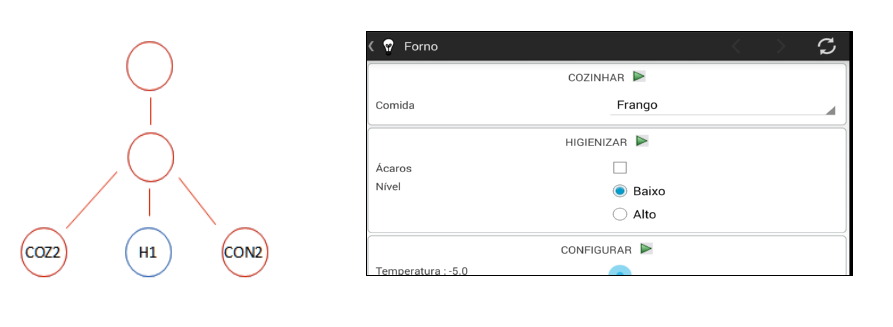 COZ2
H1
CON2
Forno
COZINHAR
Comida
Frango
HIGIENIZAR
Ácaros
Nível
Baixo
Alto
CONFIGURAR
Temperatura : -5.0